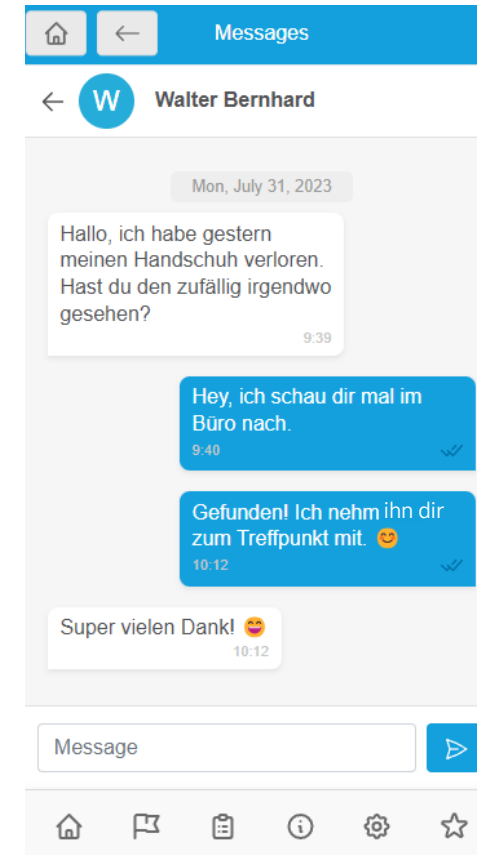 Messages
W
Walter Bernhard
Mon, July 31, 2023
Hallo, ich habe gestern
meinen Handschuh verloren.
Hast du den zufällig irgendwo
gesehen?
9:39
Hey, ich schau dir mal im
Büro nach.
9:40
Gefunden! Ich nehm ihn dir
zum Treffpunkt mit. 😊
10:12
Super vielen Dank! 😄
10:12
Message